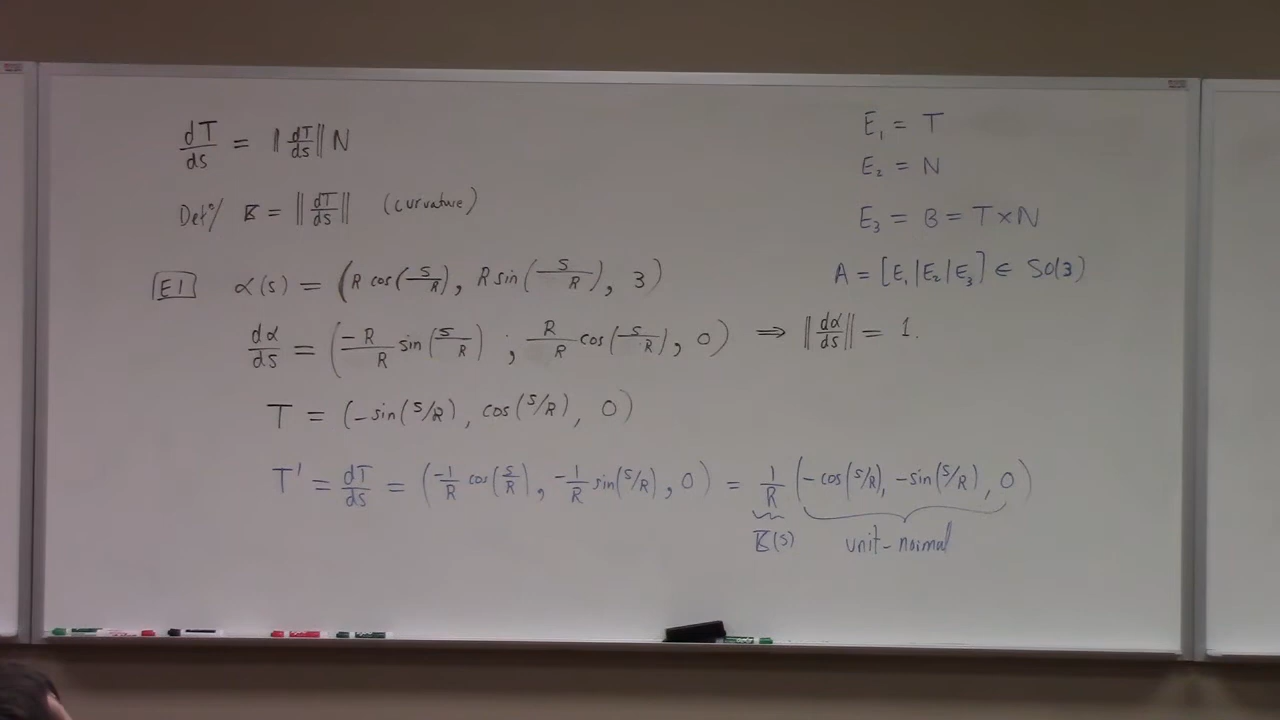 dT/ds = ||dT/ds|| N
Def% K = ||dT/ds|| (curvature)
E1 α(s) = (R cos(s/R), R sin(s/R), 3)
dα/ds = (-R/R sin(s/R), R/R cos(s/R), 0) ⇒ ||dα/ds|| = 1.
T = (-sin(s/R), cos(s/R), 0)
T' = dT/ds = (-1/R cos(s/R), -1/R sin(s/R), 0) = 1/R (-cos(s/R), -sin(s/R), 0)
K(s) unit-normal
E₁ = T
E₂ = N
E₃ = B = T×N
A = [E₁|E₂|E₃] ∈ SO(3)